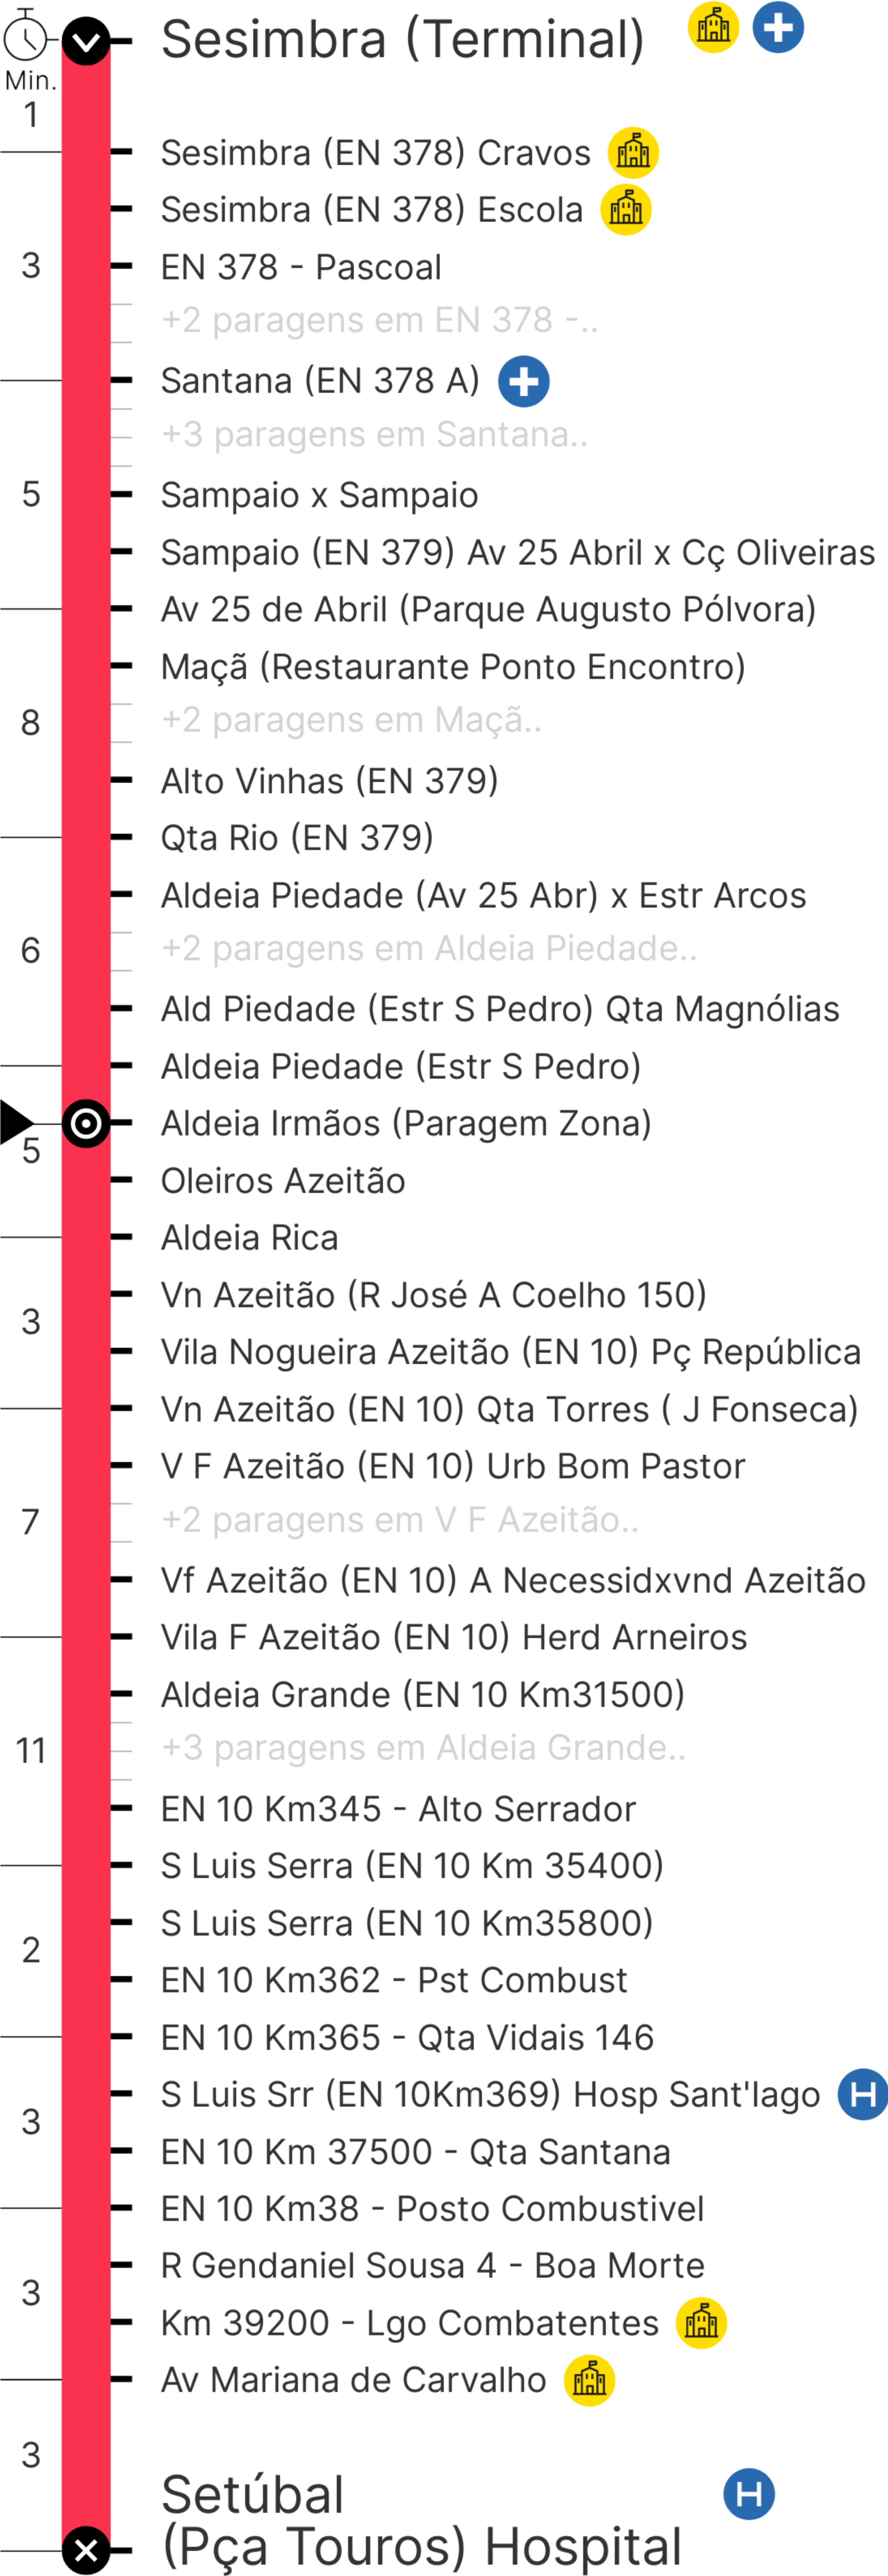 Sesimbra (Terminal)
Min.
1
Sesimbra (EN 378) Cravos
Sesimbra (EN 378) Escola
3
EN 378 - Pascoal
+2 paragens em EN 378 -..
Santana (EN 378 A)
+3 paragens em Santana..
5
Sampaio x Sampaio
Sampaio (EN 379) Av 25 Abril x Cç Oliveiras
Av 25 de Abril (Parque Augusto Pólvora)
Maçã (Restaurante Ponto Encontro)
8
+2 paragens em Maçã..
Alto Vinhas (EN 379)
Qta Rio (EN 379)
Aldeia Piedade (Av 25 Abr) x Estr Arcos
6
+2 paragens em Aldeia Piedade..
Ald Piedade (Estr S Pedro) Qta Magnólias
Aldeia Piedade (Estr S Pedro)
Aldeia Irmãos (Paragem Zona)
5
Oleiros Azeitão
Aldeia Rica
Vn Azeitão (R José A Coelho 150)
3
Vila Nogueira Azeitão (EN 10) Pç República
Vn Azeitão (EN 10) Qta Torres ( J Fonseca)
V F Azeitão (EN 10) Urb Bom Pastor
7
+2 paragens em V F Azeitão..
Vf Azeitão (EN 10) A Necessidxvnd Azeitão
Vila F Azeitão (EN 10) Herd Arneiros
Aldeia Grande (EN 10 Km31500)
11
+3 paragens em Aldeia Grande..
EN 10 Km345 - Alto Serrador
S Luis Serra (EN 10 Km 35400)
S Luis Serra (EN 10 Km35800)
2
EN 10 Km362 - Pst Combust
EN 10 Km365 - Qta Vidais 146
S Luis Srr (EN 10Km369) Hosp Sant'Iago H
3
EN 10 Km 37500 - Qta Santana
EN 10 Km38 - Posto Combustivel
R Gendaniel Sousa 4 - Boa Morte
3
Km 39200 - Lgo Combatentes
Av Mariana de Carvalho
3
Setúbal H
(Pça Touros) Hospital